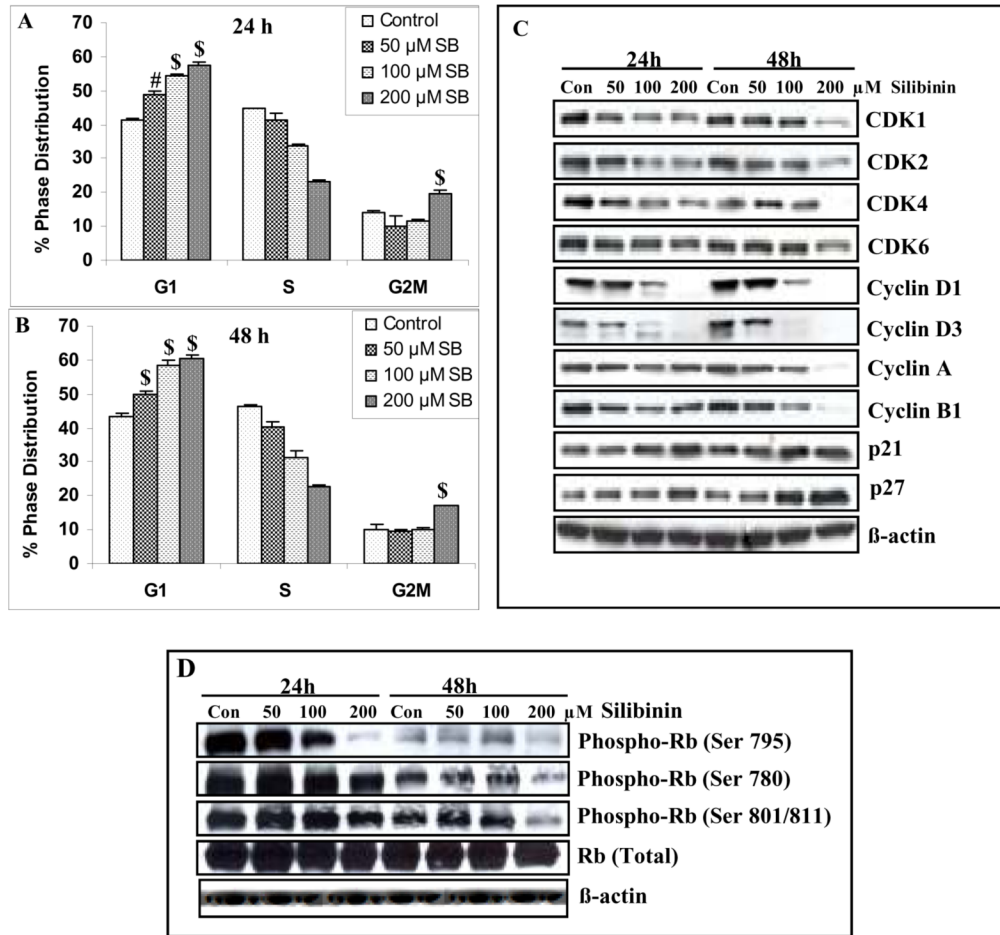 A
24 h
Control
50 µM SB
100 µM SB
200 µM SB
% Phase Distribution
70
60
50
40
30
20
10
0
# $ $
$
G1 S G2M
B
48 h
Control
50 µM SB
100 µM SB
200 µM SB
% Phase Distribution
70
60
50
40
30
20
10
0
$ $ $
$
G1 S G2M
C
24h 48h
Con 50 100 200 Con 50 100 200 µM Silibinin
CDK1
CDK2
CDK4
CDK6
Cyclin D1
Cyclin D3
Cyclin A
Cyclin B1
p21
p27
ß-actin
D
24h 48h
Con 50 100 200 Con 50 100 200 µM Silibinin
Phospho-Rb (Ser 795)
Phospho-Rb (Ser 780)
Phospho-Rb (Ser 801/811)
Rb (Total)
ß-actin